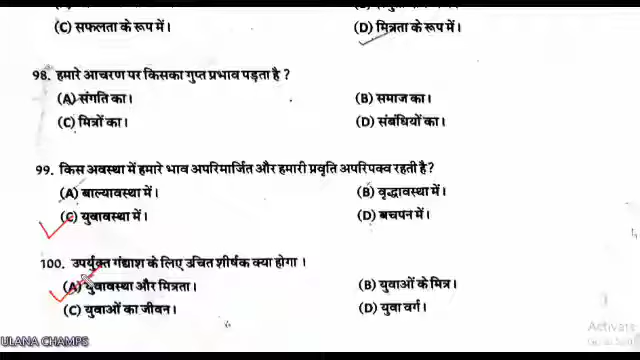 (C) सफलता के रूप में। (D) मित्रता के रूप में।
98. हमारे आचरण पर किसका गुप्त प्रभाव पड़ता है ?
(A) संगति का। (B) समाज का।
(C) मित्रों का। (D) संबंधियों का।
99. किस अवस्था में हमारे भाव अपरिमार्जित और हमारी प्रवृति अपरिपक्व रहती है?
(A) बाल्यावस्था में। (B) वृद्धावस्था में।
(C) युवावस्था में। (D) बचपन में।
100. उपर्युक्त गंद्याश के लिए उचित शीर्षक क्या होगा ।
(A) युवावस्था और मित्रता। (B) युवाओं के मित्र।
(C) युवाओं का जीवन। (D) युवा वर्ग।
Activate
ULANA CHAMPS